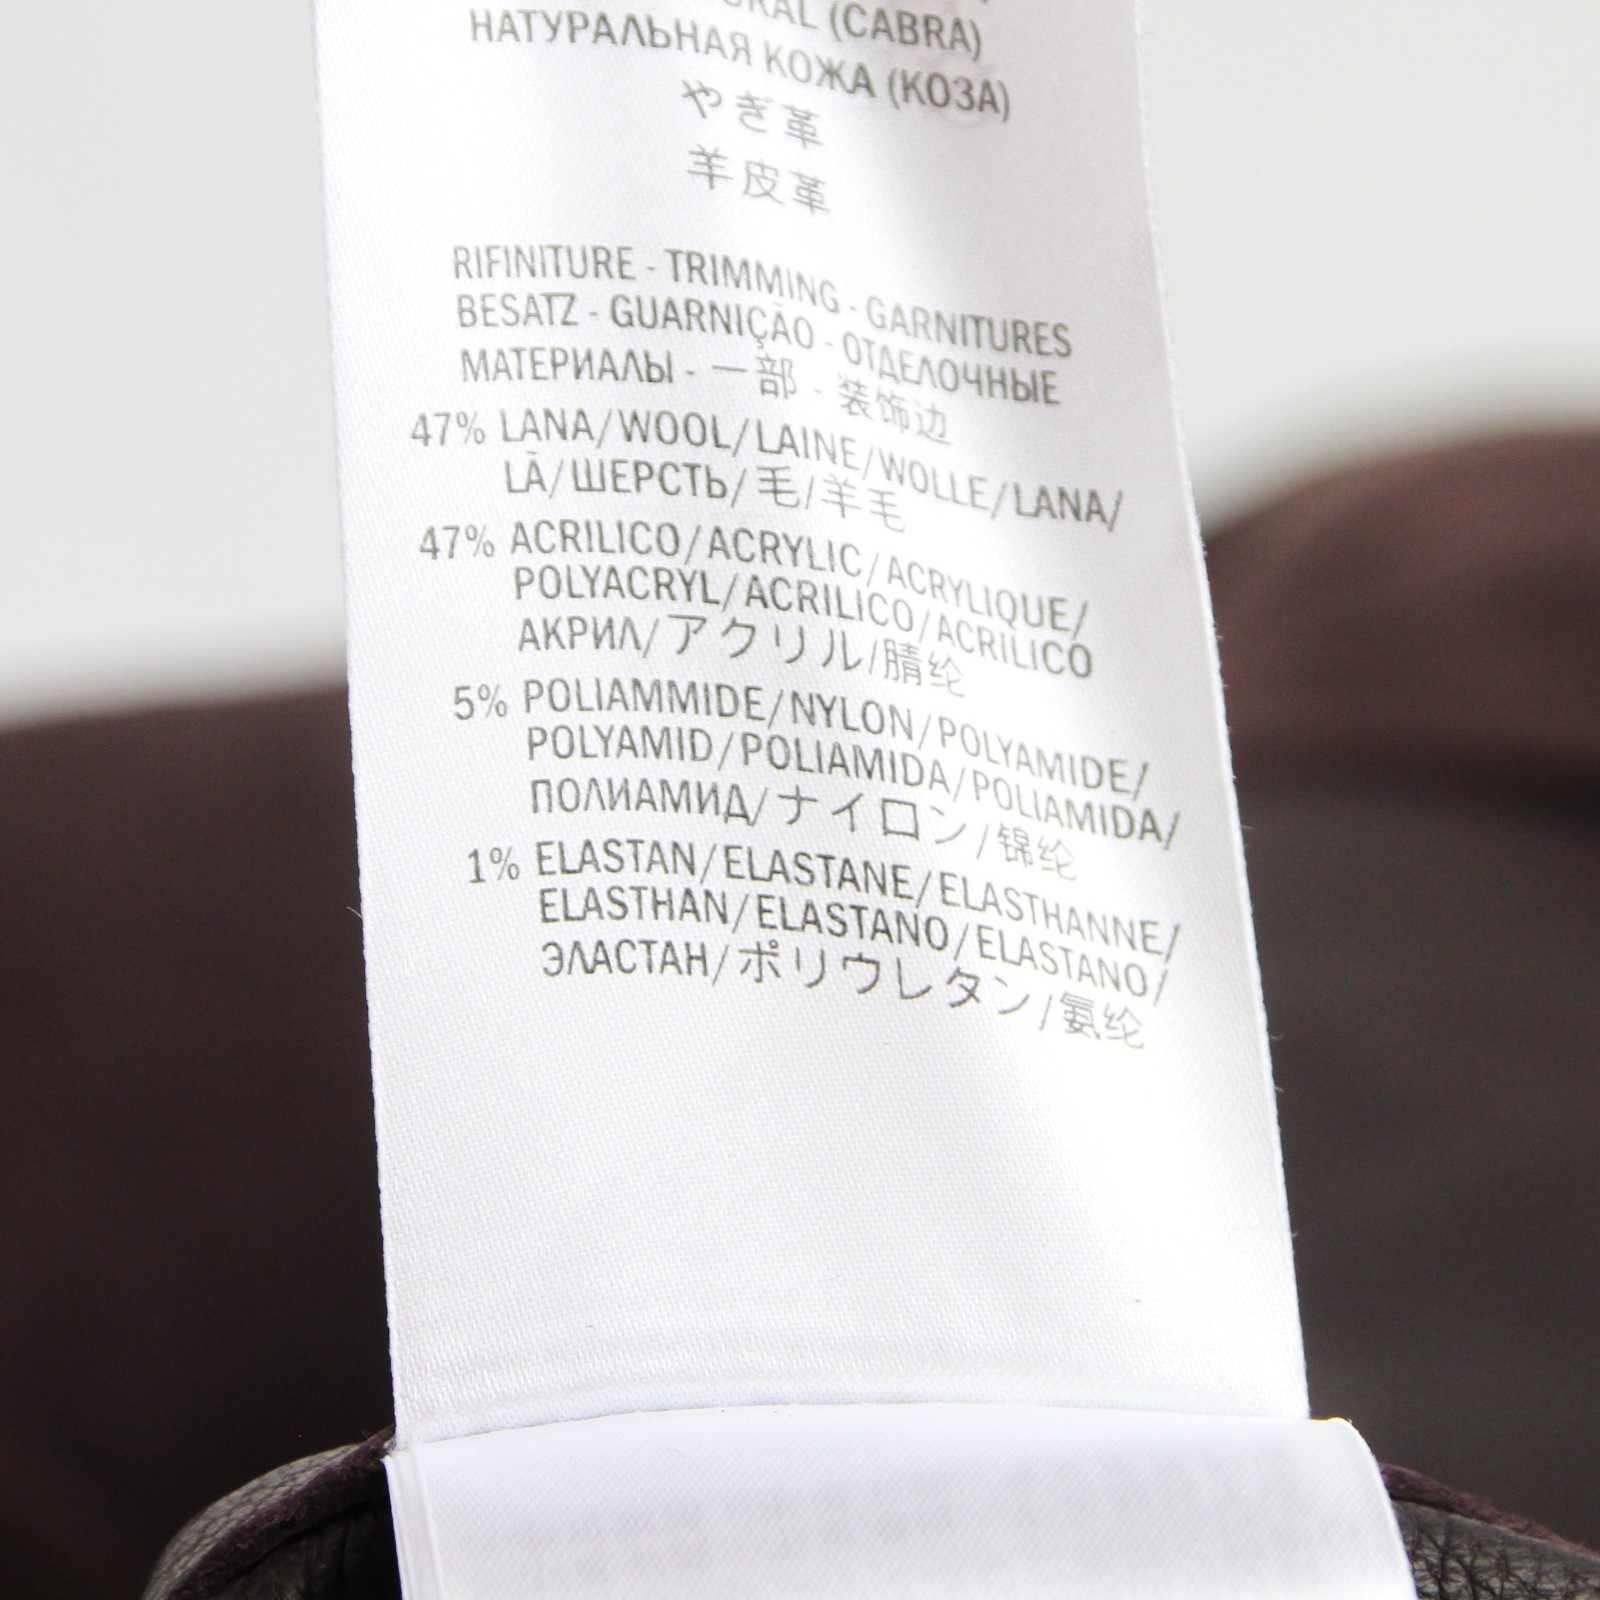 (CABRA)
НАТУРАЛЬНАЯ КОЖА (КОЗА)
やぎ革
羊皮革
RIFINITURE - TRIMMING - GARNITURES
BESATZ - GUARNIÇÃO - ОТДЕЛОЧНЫЕ
МАТЕРИАЛЫ - 一部 - 装饰边
47% LANA/WOOL/LAINE/WOLLE/LANA/
LÃ/ШЕРСТЬ/毛/羊毛
47% ACRILICO/ACRYLIC/ACRYLIQUE/
POLYACRYL/ACRILICO/ACRILICO
АКРИЛ/アクリル/腈纶
5% POLIAMMIDE/NYLON/POLYAMIDE/
POLYAMID/POLIAMIDA/POLIAMIDA/
ПОЛИАМИД/ナイロン/锦纶
1% ELASTAN/ELASTANE/ELASTHANNE/
ELASTHAN/ELASTANO/ELASTANO/
ЭЛАСТАН/ポリウレタン/氨纶